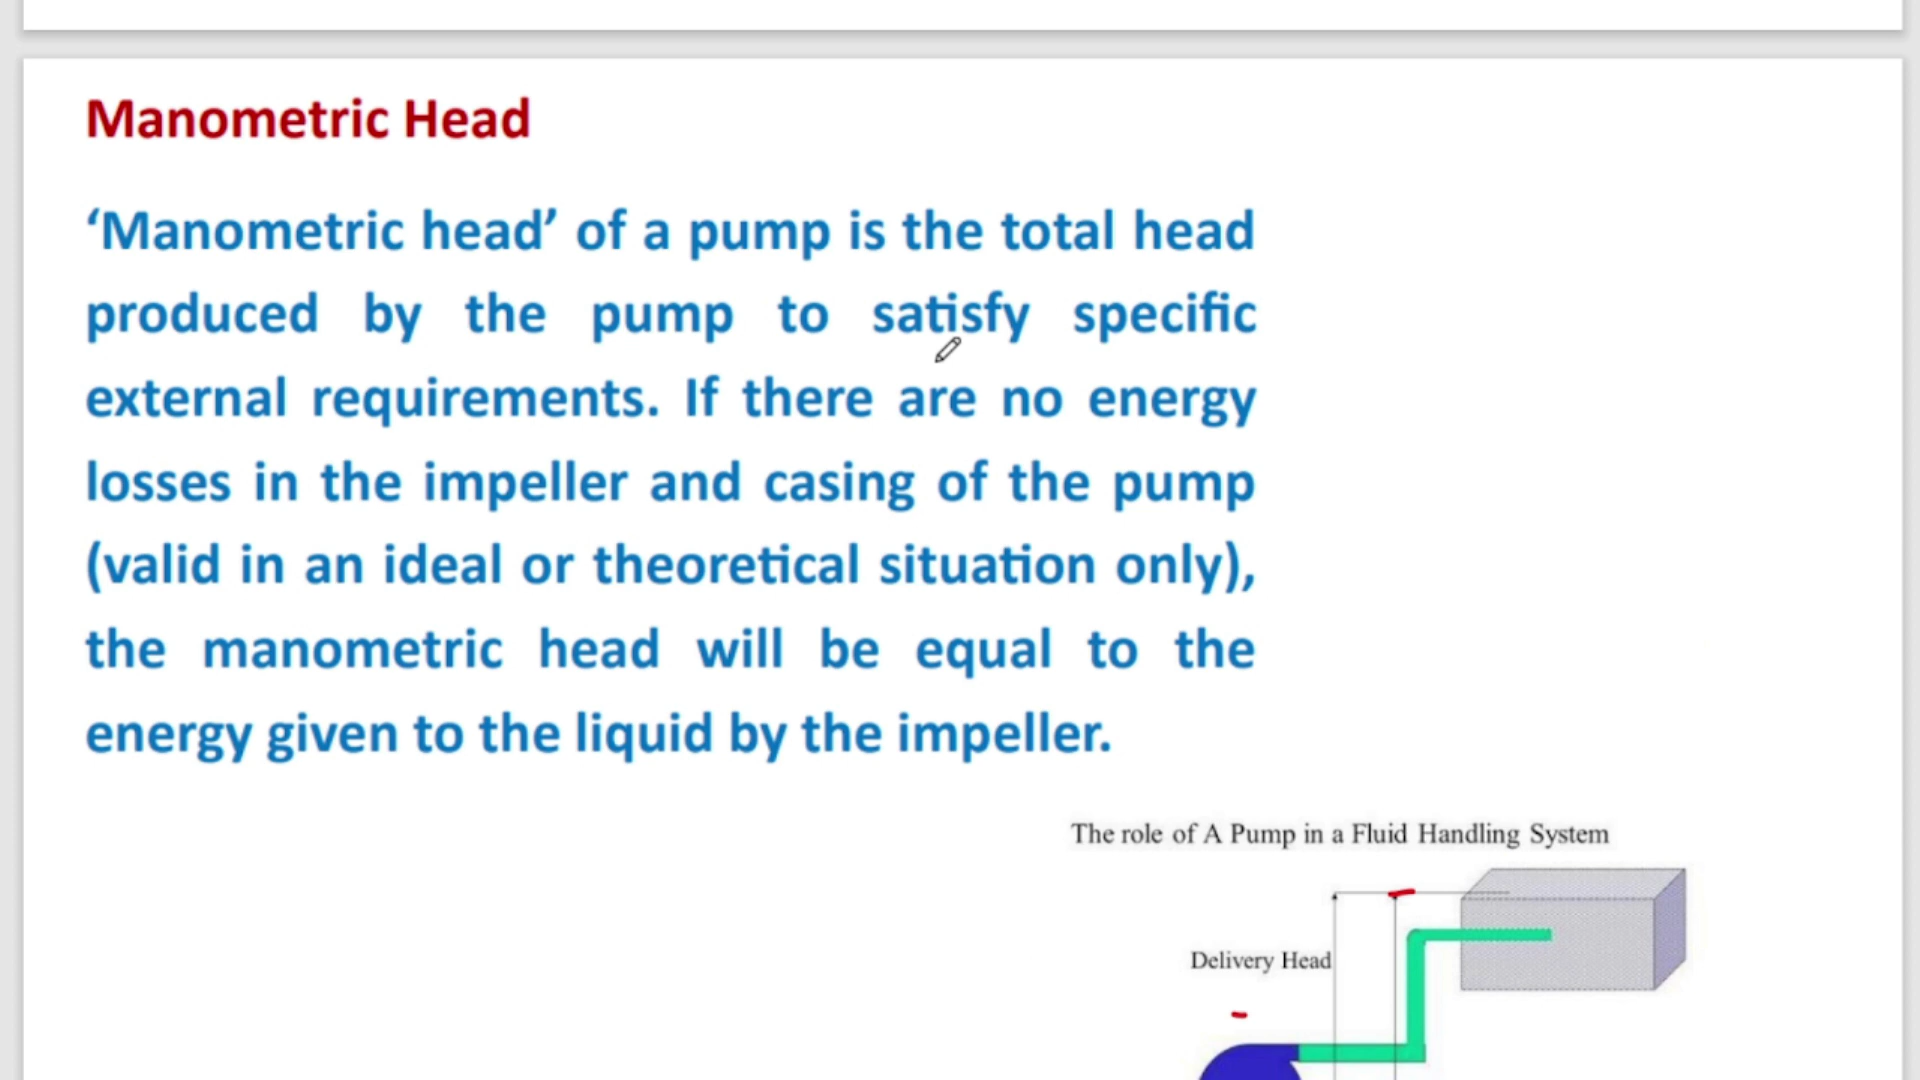 Manometric Head
‘Manometric head’ of a pump is the total head
produced by the pump to satisfy specific
external requirements. If there are no energy
losses in the impeller and casing of the pump
(valid in an ideal or theoretical situation only),
the manometric head will be equal to the
energy given to the liquid by the impeller.
The role of A Pump in a Fluid Handling System
Delivery Head